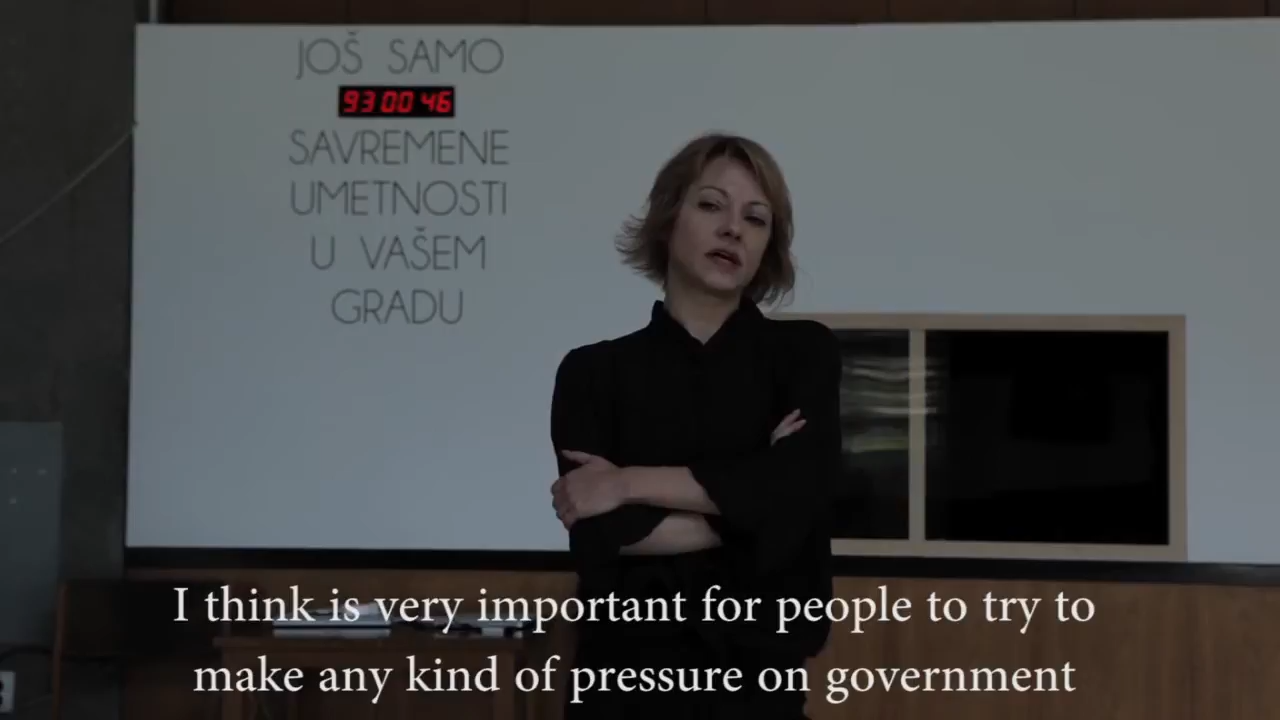 JOŠ SAMO
93 00 46
SAVREMENE
UMETNOSTI
U VAŠEM
GRADU
I think is very important for people to try to
make any kind of pressure on government